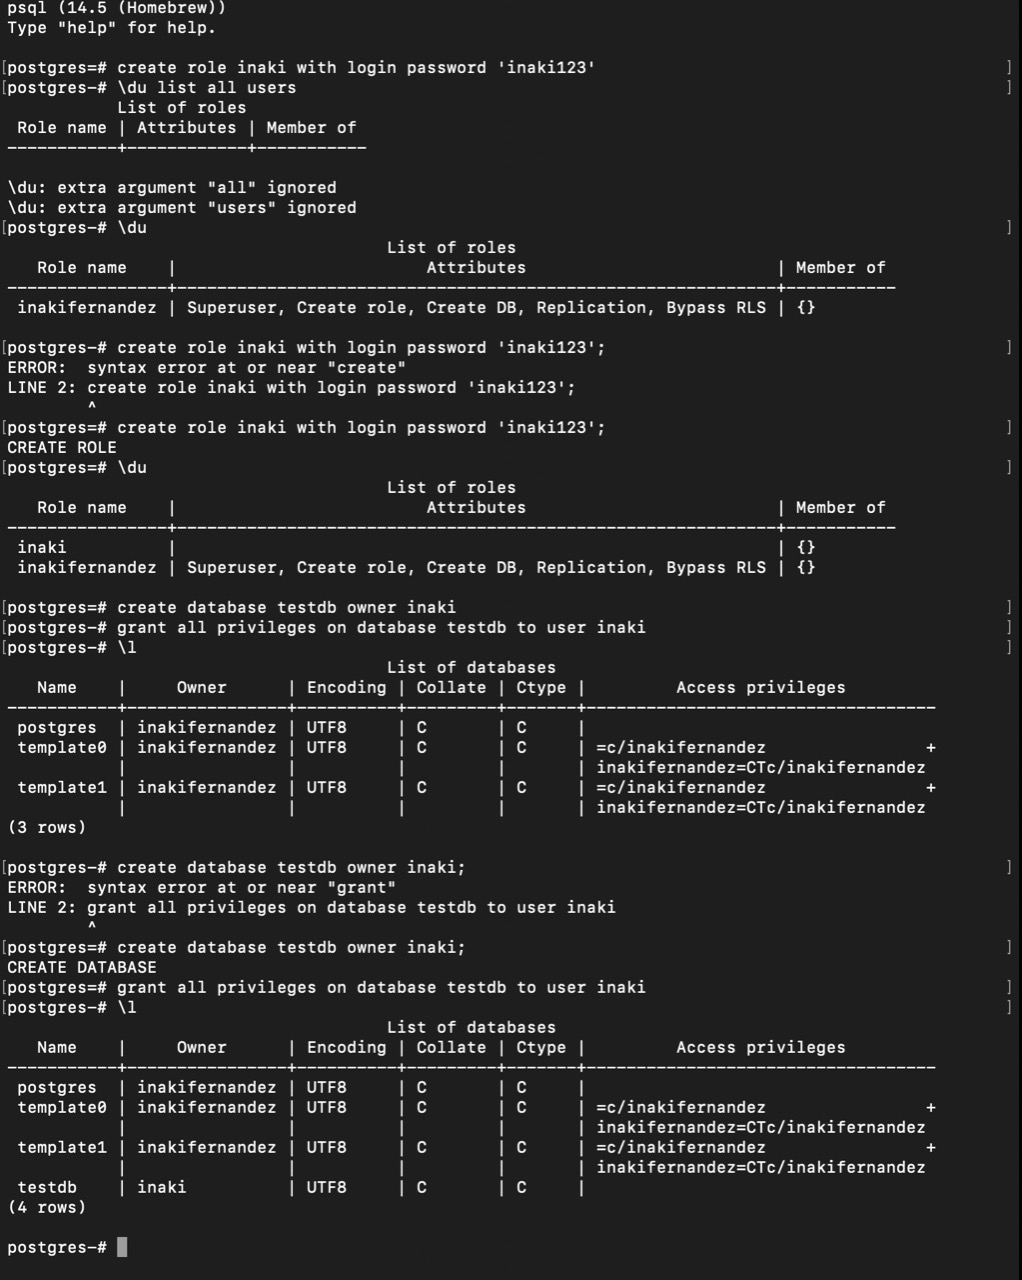 psql (14.5 (Homebrew))
Type "help" for help.

[postgres=# create role inaki with login password 'inaki123' ]
[postgres-# \du list all users ]
           List of roles
 Role name | Attributes | Member of
-----------+------------+-----------

\du: extra argument "all" ignored
\du: extra argument "users" ignored
[postgres-# \du ]
                                      List of roles
   Role name    |                         Attributes                         | Member of
----------------+------------------------------------------------------------+-----------
 inakifernandez | Superuser, Create role, Create DB, Replication, Bypass RLS | {}

[postgres-# create role inaki with login password 'inaki123'; ]
ERROR:  syntax error at or near "create"
LINE 2: create role inaki with login password 'inaki123';
        ^
[postgres=# create role inaki with login password 'inaki123'; ]
CREATE ROLE
[postgres=# \du ]
                                      List of roles
   Role name    |                         Attributes                         | Member of
----------------+------------------------------------------------------------+-----------
 inaki          |                                                            | {}
 inakifernandez | Superuser, Create role, Create DB, Replication, Bypass RLS | {}

[postgres=# create database testdb owner inaki ]
[postgres-# grant all privileges on database testdb to user inaki ]
[postgres-# \l ]
                                      List of databases
   Name    |     Owner      | Encoding | Collate | Ctype |         Access privileges
-----------+----------------+----------+---------+-------+-----------------------------------
 postgres  | inakifernandez | UTF8     | C       | C     |
 template0 | inakifernandez | UTF8     | C       | C     | =c/inakifernandez                +
           |                |          |         |       | inakifernandez=CTc/inakifernandez
 template1 | inakifernandez | UTF8     | C       | C     | =c/inakifernandez                +
           |                |          |         |       | inakifernandez=CTc/inakifernandez
(3 rows)

[postgres-# create database testdb owner inaki; ]
ERROR:  syntax error at or near "grant"
LINE 2: grant all privileges on database testdb to user inaki
        ^
[postgres=# create database testdb owner inaki; ]
CREATE DATABASE
[postgres=# grant all privileges on database testdb to user inaki ]
[postgres-# \l ]
                                      List of databases
   Name    |     Owner      | Encoding | Collate | Ctype |         Access privileges
-----------+----------------+----------+---------+-------+-----------------------------------
 postgres  | inakifernandez | UTF8     | C       | C     |
 template0 | inakifernandez | UTF8     | C       | C     | =c/inakifernandez                +
           |                |          |         |       | inakifernandez=CTc/inakifernandez
 template1 | inakifernandez | UTF8     | C       | C     | =c/inakifernandez                +
           |                |          |         |       | inakifernandez=CTc/inakifernandez
 testdb    | inaki          | UTF8     | C       | C     |
(4 rows)

postgres-#